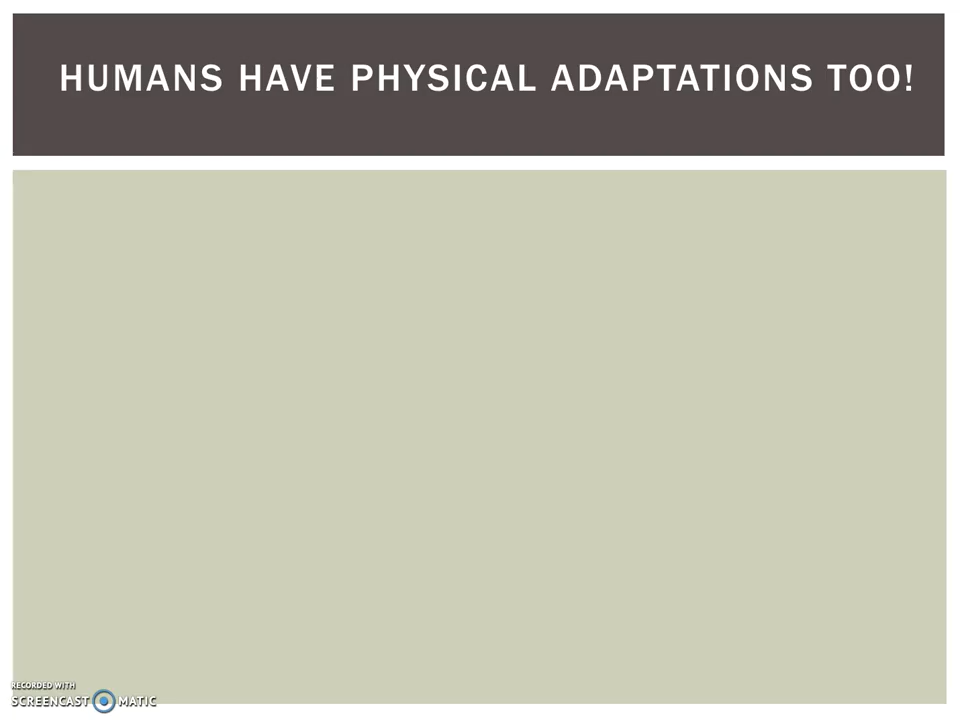 HUMANS HAVE PHYSICAL ADAPTATIONS TOO!
RECORDED WITH
SCREENCAST MATIC